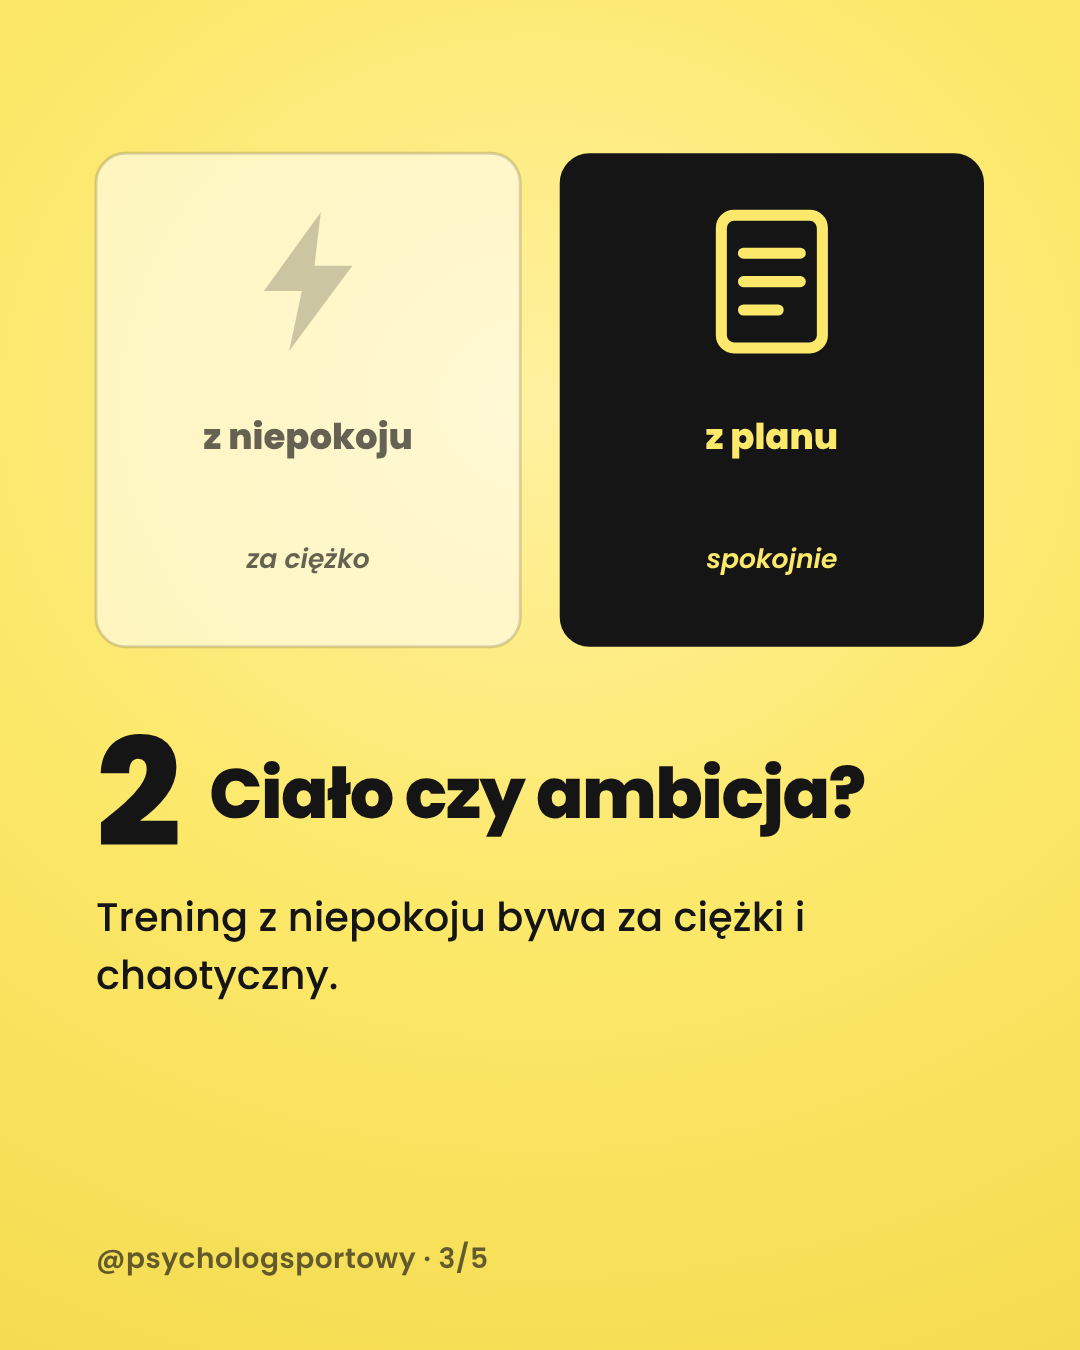 z niepokoju
za ciężko
z planu
spokojnie
2 Ciało czy ambicja?
Trening z niepokoju bywa za ciężki i
chaotyczny.
@psychologsportowy · 3/5